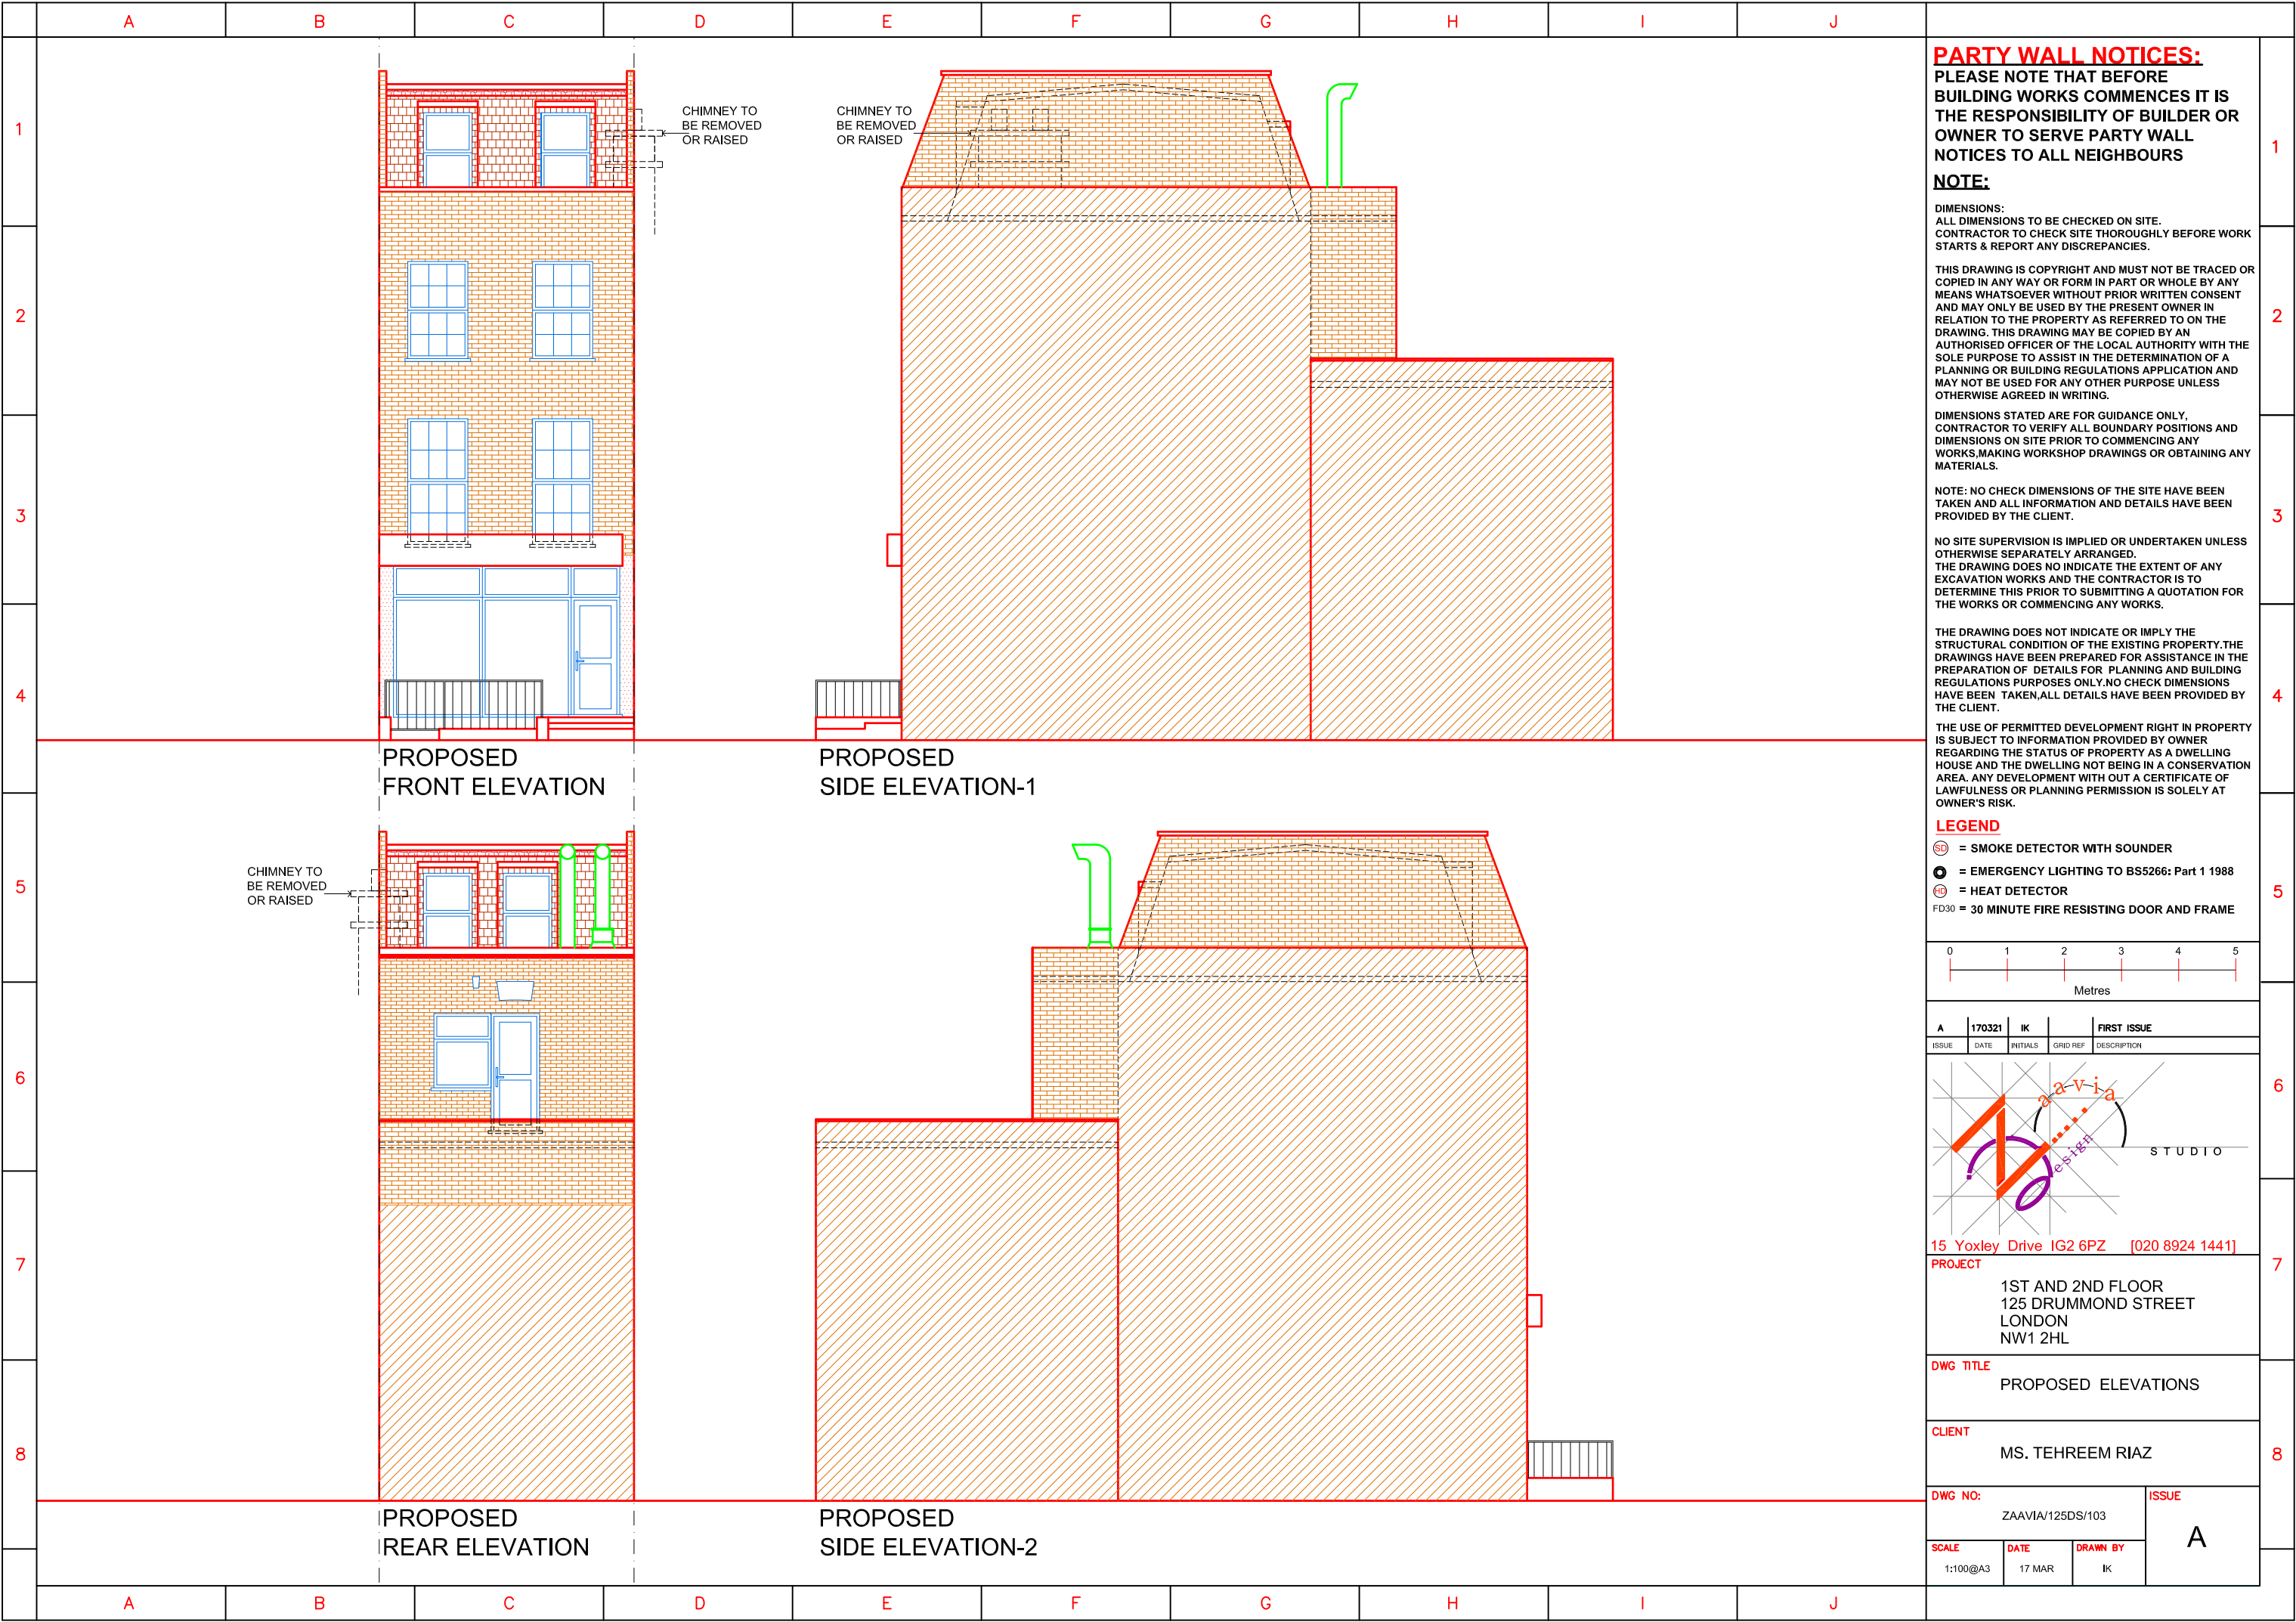 A B C D E F G H I J
1
2
3
4
5
6
7
8
CHIMNEY TO
BE REMOVED
OR RAISED
CHIMNEY TO
BE REMOVED
OR RAISED
PROPOSED
FRONT ELEVATION
PROPOSED
SIDE ELEVATION-1
CHIMNEY TO
BE REMOVED
OR RAISED
PROPOSED
REAR ELEVATION
PROPOSED
SIDE ELEVATION-2
A B C D E F G H I J
1
2
3
4
5
6
7
8
PARTY WALL NOTICES:
PLEASE NOTE THAT BEFORE
BUILDING WORKS COMMENCES IT IS
THE RESPONSIBILITY OF BUILDER OR
OWNER TO SERVE PARTY WALL
NOTICES TO ALL NEIGHBOURS
NOTE:
DIMENSIONS:
ALL DIMENSIONS TO BE CHECKED ON SITE.
CONTRACTOR TO CHECK SITE THOROUGHLY BEFORE WORK
STARTS & REPORT ANY DISCREPANCIES.
THIS DRAWING IS COPYRIGHT AND MUST NOT BE TRACED OR
COPIED IN ANY WAY OR FORM IN PART OR WHOLE BY ANY
MEANS WHATSOEVER WITHOUT PRIOR WRITTEN CONSENT
AND MAY ONLY BE USED BY THE PRESENT OWNER IN
RELATION TO THE PROPERTY AS REFERRED TO ON THE
DRAWING. THIS DRAWING MAY BE COPIED BY AN
AUTHORISED OFFICER OF THE LOCAL AUTHORITY WITH THE
SOLE PURPOSE TO ASSIST IN THE DETERMINATION OF A
PLANNING OR BUILDING REGULATIONS APPLICATION AND
MAY NOT BE USED FOR ANY OTHER PURPOSE UNLESS
OTHERWISE AGREED IN WRITING.
DIMENSIONS STATED ARE FOR GUIDANCE ONLY,
CONTRACTOR TO VERIFY ALL BOUNDARY POSITIONS AND
DIMENSIONS ON SITE PRIOR TO COMMENCING ANY
WORKS,MAKING WORKSHOP DRAWINGS OR OBTAINING ANY
MATERIALS.
NOTE: NO CHECK DIMENSIONS OF THE SITE HAVE BEEN
TAKEN AND ALL INFORMATION AND DETAILS HAVE BEEN
PROVIDED BY THE CLIENT.
NO SITE SUPERVISION IS IMPLIED OR UNDERTAKEN UNLESS
OTHERWISE SEPARATELY ARRANGED.
THE DRAWING DOES NO INDICATE THE EXTENT OF ANY
EXCAVATION WORKS AND THE CONTRACTOR IS TO
DETERMINE THIS PRIOR TO SUBMITTING A QUOTATION FOR
THE WORKS OR COMMENCING ANY WORKS.
THE DRAWING DOES NOT INDICATE OR IMPLY THE
STRUCTURAL CONDITION OF THE EXISTING PROPERTY.THE
DRAWINGS HAVE BEEN PREPARED FOR ASSISTANCE IN THE
PREPARATION OF DETAILS FOR PLANNING AND BUILDING
REGULATIONS PURPOSES ONLY.NO CHECK DIMENSIONS
HAVE BEEN TAKEN,ALL DETAILS HAVE BEEN PROVIDED BY
THE CLIENT.
THE USE OF PERMITTED DEVELOPMENT RIGHT IN PROPERTY
IS SUBJECT TO INFORMATION PROVIDED BY OWNER
REGARDING THE STATUS OF PROPERTY AS A DWELLING
HOUSE AND THE DWELLING NOT BEING IN A CONSERVATION
AREA. ANY DEVELOPMENT WITH OUT A CERTIFICATE OF
LAWFULNESS OR PLANNING PERMISSION IS SOLELY AT
OWNER'S RISK.
LEGEND
SD = SMOKE DETECTOR WITH SOUNDER
= EMERGENCY LIGHTING TO BS5266: Part 1 1988
HD = HEAT DETECTOR
FD30 = 30 MINUTE FIRE RESISTING DOOR AND FRAME
0 1 2 3 4 5
Metres
A 170321 IK FIRST ISSUE
ISSUE DATE INITIALS GRID REF DESCRIPTION
Zaavia
Design
STUDIO
15 Yoxley Drive IG2 6PZ [020 8924 1441]
PROJECT
1ST AND 2ND FLOOR
125 DRUMMOND STREET
LONDON
NW1 2HL
DWG TITLE
PROPOSED ELEVATIONS
CLIENT
MS. TEHREEM RIAZ
DWG NO:
ZAAVIA/125DS/103
ISSUE
A
SCALE
1:100@A3
DATE
17 MAR
DRAWN BY
IK